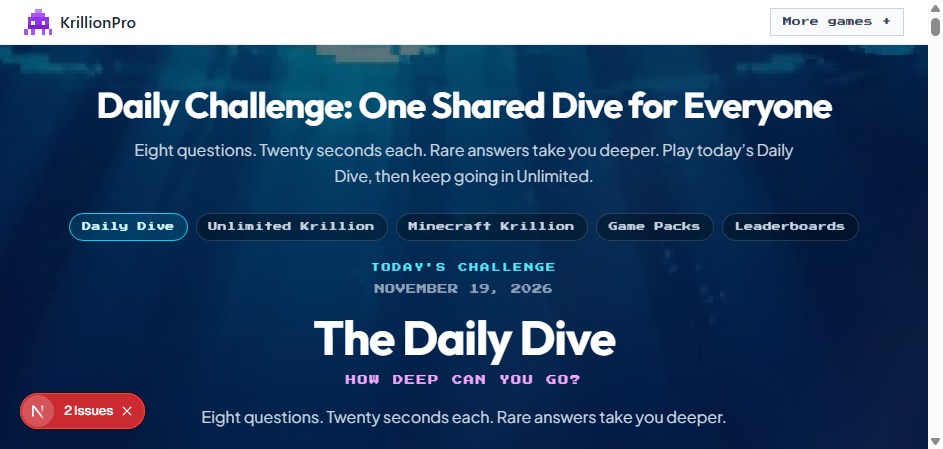 KrillionPro
More games +
Daily Challenge: One Shared Dive for Everyone
Eight questions. Twenty seconds each. Rare answers take you deeper. Play today's Daily
Dive, then keep going in Unlimited.
Daily Dive
Unlimited Krillion
Minecraft Krillion
Game Packs
Leaderboards
TODAY'S CHALLENGE
NOVEMBER 19, 2026
The Daily Dive
HOW DEEP CAN YOU GO?
N 2 Issues ×
Eight questions. Twenty seconds each. Rare answers take you deeper.